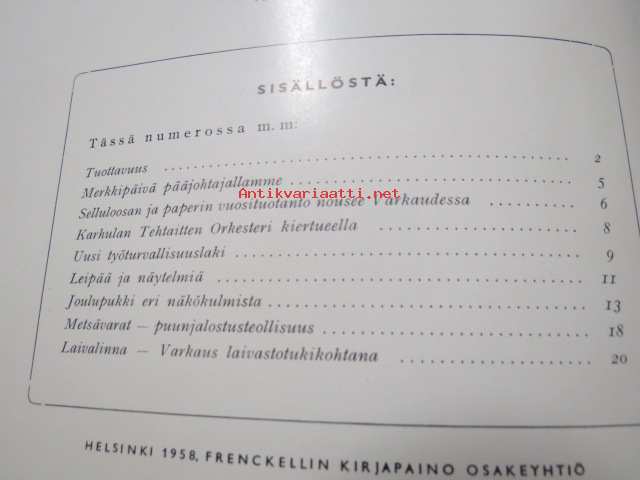 SISÄLLÖSTÄ:
Tässä numerossa m. m:
Tuottavuus .......................................... 2
Merkkipäivä pääjohtajallamme .......................... 5
Antikvariaatti.net
Selluloosan ja paperin vuosituotanto nousee Varkaudessa .............. 6
Karhulan Tehtaitten Orkesteri kiertueella ........................ 8
Uusi työturvallisuuslaki .................................. 9
Leipää ja näytelmiä .................................... 11
Joulupukki eri näkökulmista .............................. 13
Metsävarat — puunjalostusteollisuus .......................... 18
Laivalinna — Varkaus laivastotukikohtana ...................... 20
HELSINKI 1958, FRENCKELLIN KIRJAPAINO OSAKEYHTIÖ